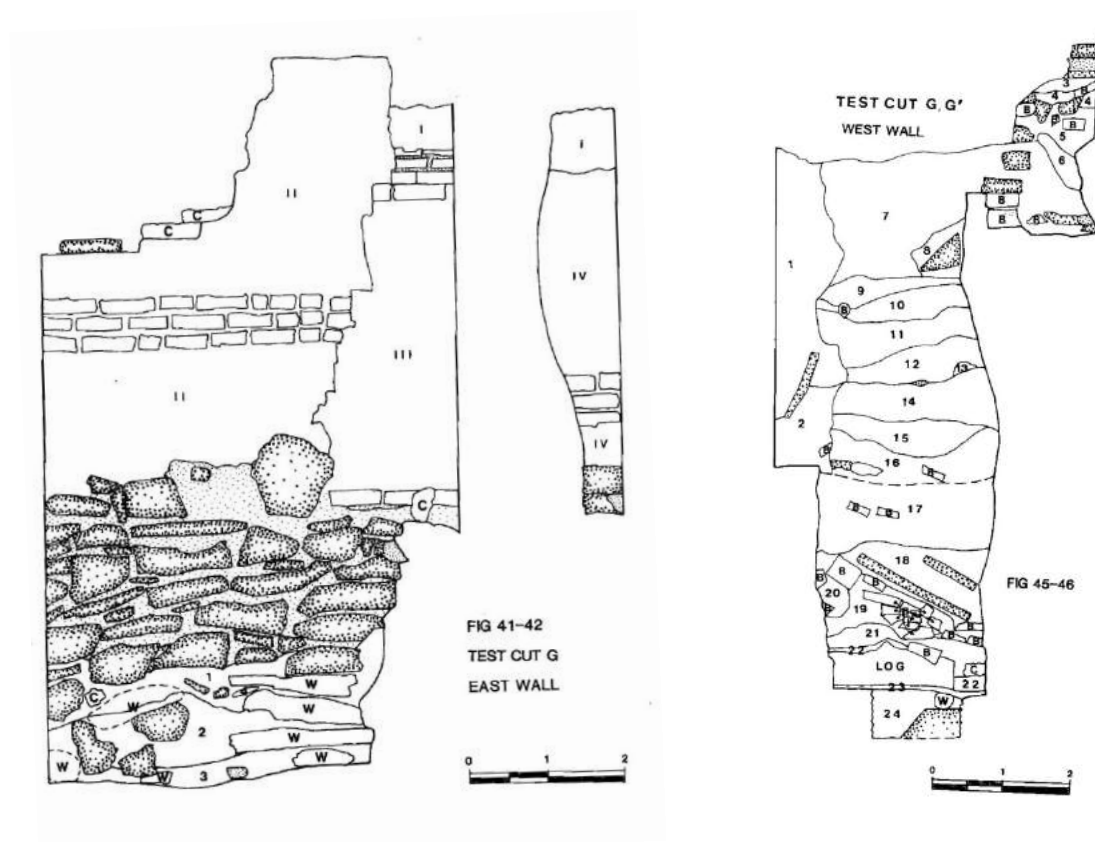 I
II
C
C
I
IV
III
II
IV
C
FIG 41–42
TEST CUT G
EAST WALL
1
W
C
W
W
2
W
W
W
W
3
0 1 2
TEST CUT G, G'
WEST WALL
3
4
B
4
B
B
B
5
6
7
B
B
B
8
1
9
10
B
11
12
13
14
2
15
B
16
B
17
B
B
18
FIG 45–46
B
B
B
20
19
B
B
21
B
22
B
LOG
C
22
23
W
24
0 1 2